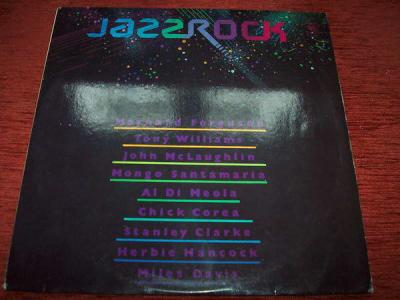 JAZZROCK
Maynard Ferguson
Tony Williams
John McLaughlin
Mongo Santamaria
Al Di Meola
Chick Corea
Stanley Clarke
Herbie Hancock
Miles Davis